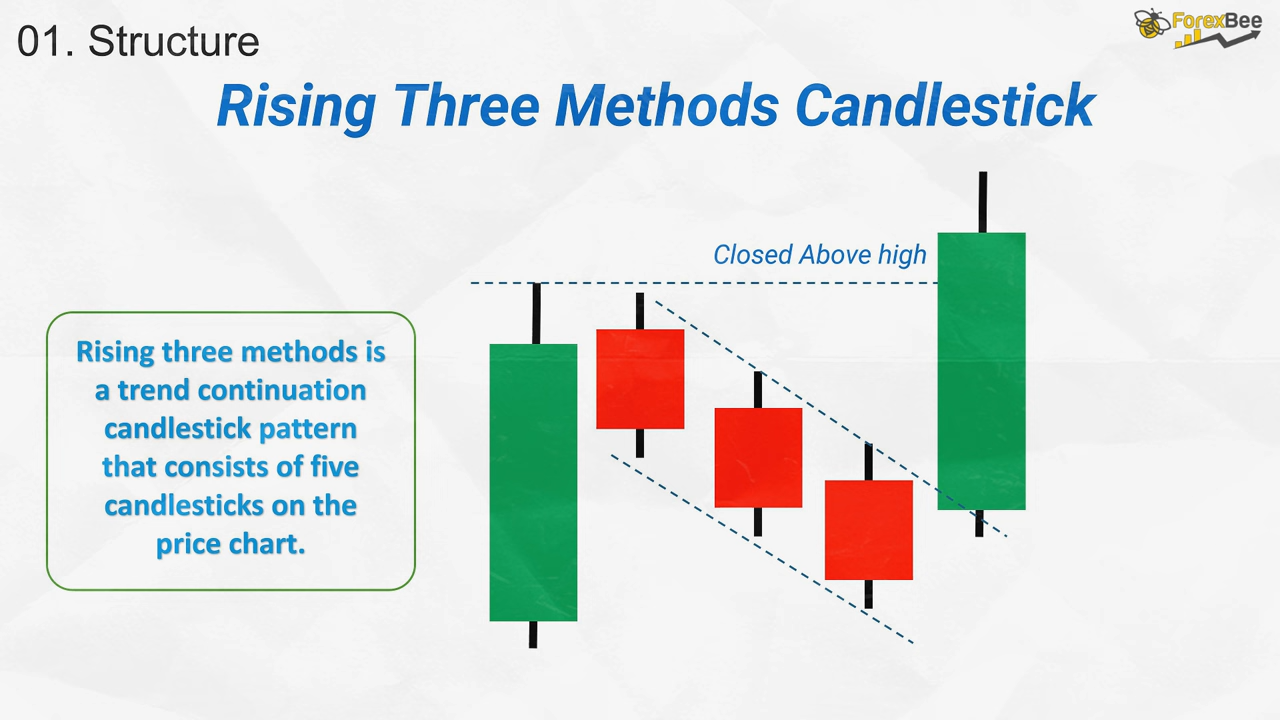 01. Structure
ForexBee
Rising Three Methods Candlestick
Closed Above high
Rising three methods is
a trend continuation
candlestick pattern
that consists of five
candlesticks on the
price chart.